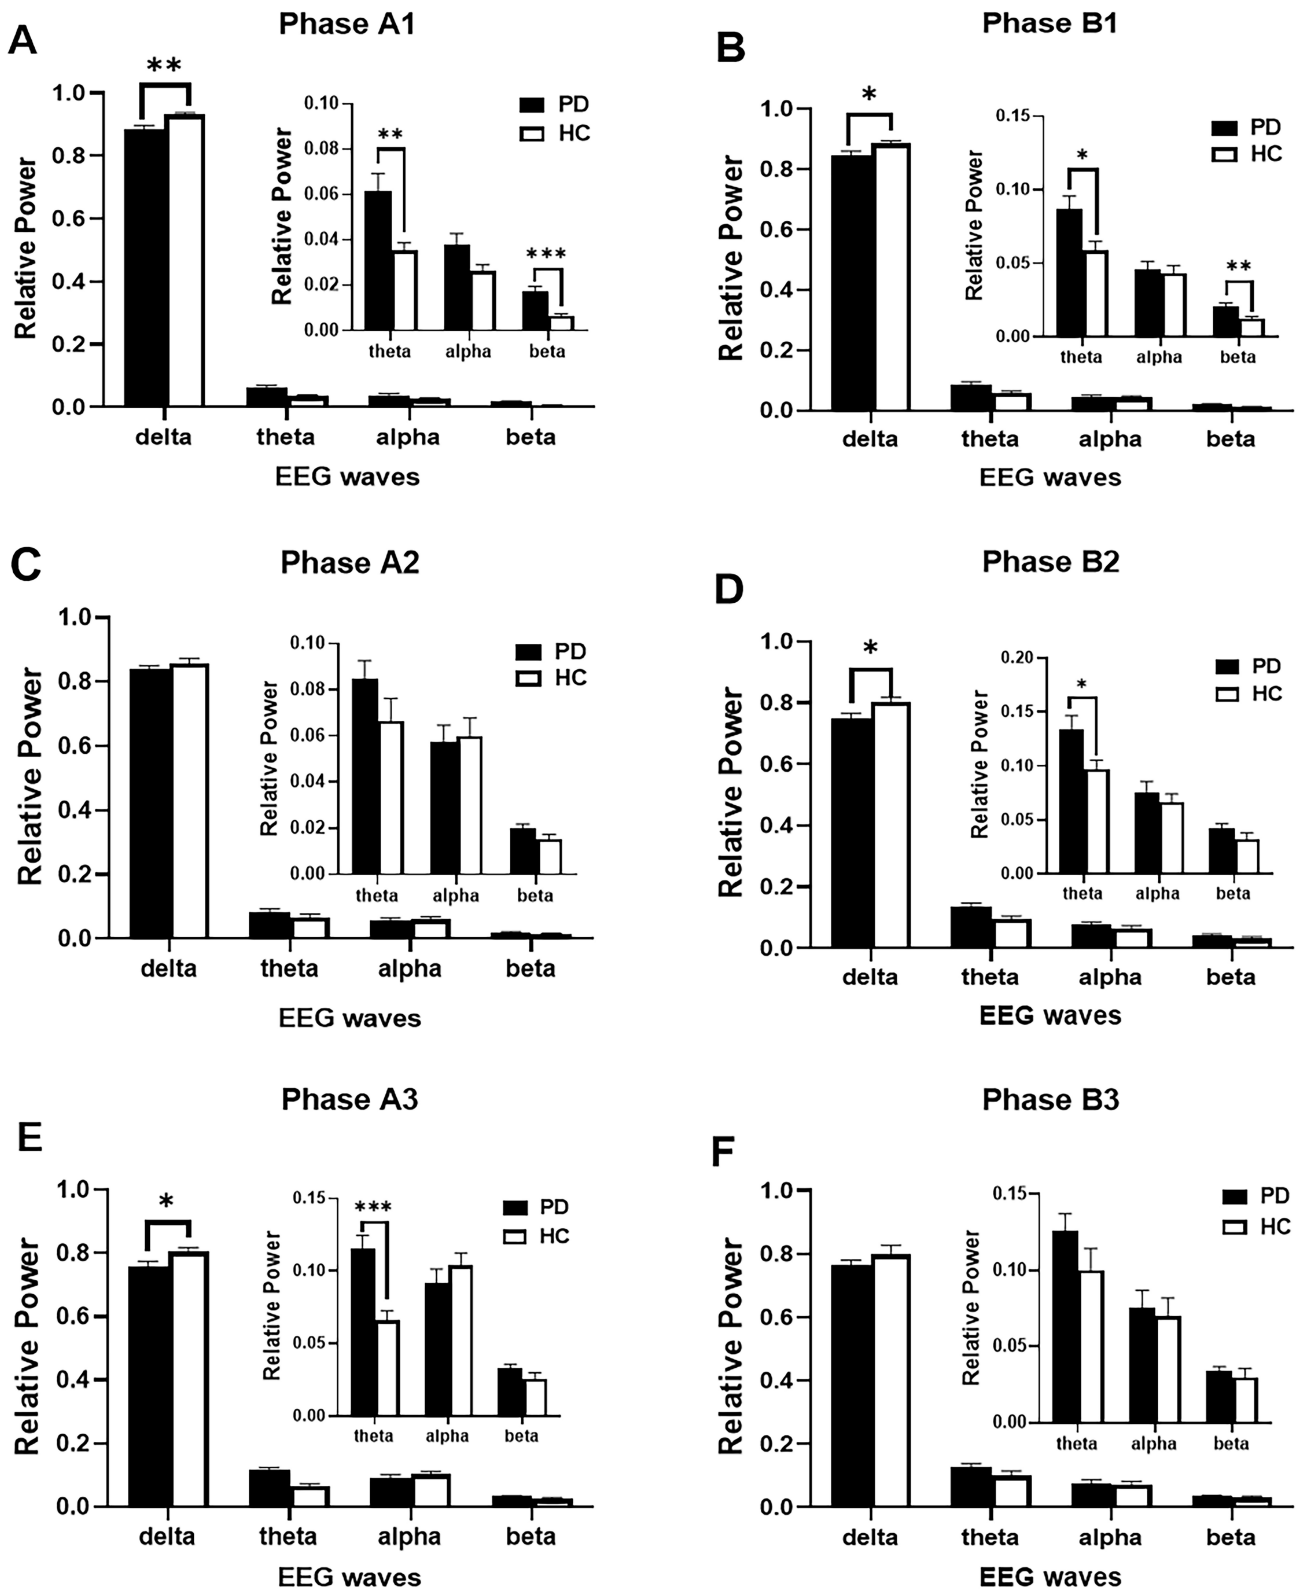 A
Phase A1
**
1.0
0.8
0.6
0.4
0.2
0.0
Relative Power
delta
theta
alpha
beta
EEG waves
0.10
0.08
0.06
0.04
0.02
0.00
Relative Power
**
***
theta
alpha
beta
PD
HC
B
Phase B1
*
1.0
0.8
0.6
0.4
0.2
0.0
Relative Power
delta
theta
alpha
beta
EEG waves
0.15
0.10
0.05
0.00
Relative Power
*
**
theta
alpha
beta
PD
HC
C
Phase A2
1.0
0.8
0.6
0.4
0.2
0.0
Relative Power
delta
theta
alpha
beta
EEG waves
0.10
0.08
0.06
0.04
0.02
0.00
Relative Power
theta
alpha
beta
PD
HC
D
Phase B2
*
1.0
0.8
0.6
0.4
0.2
0.0
Relative Power
delta
theta
alpha
beta
EEG waves
0.20
0.15
0.10
0.05
0.00
Relative Power
*
theta
alpha
beta
PD
HC
E
Phase A3
*
1.0
0.8
0.6
0.4
0.2
0.0
Relative Power
delta
theta
alpha
beta
EEG waves
0.15
0.10
0.05
0.00
Relative Power
***
theta
alpha
beta
PD
HC
F
Phase B3
1.0
0.8
0.6
0.4
0.2
0.0
Relative Power
delta
theta
alpha
beta
EEG waves
0.15
0.10
0.05
0.00
Relative Power
theta
alpha
beta
PD
HC